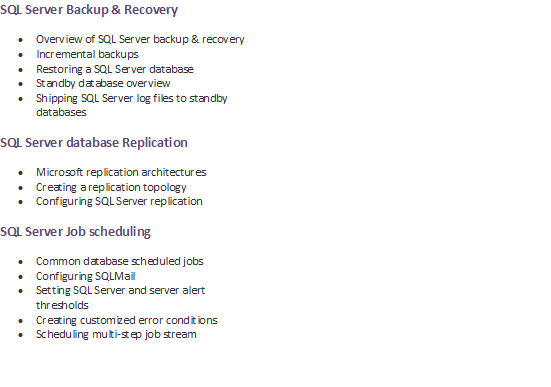 SQL Server Backup & Recovery
• Overview of SQL Server backup & recovery
• Incremental backups
• Restoring a SQL Server database
• Standby database overview
• Shipping SQL Server log files to standby
databases
SQL Server database Replication
• Microsoft replication architectures
• Creating a replication topology
• Configuring SQL Server replication
SQL Server Job scheduling
• Common database scheduled jobs
• Configuring SQLMail
• Setting SQL Server and server alert
thresholds
• Creating customized error conditions
• Scheduling multi-step job stream